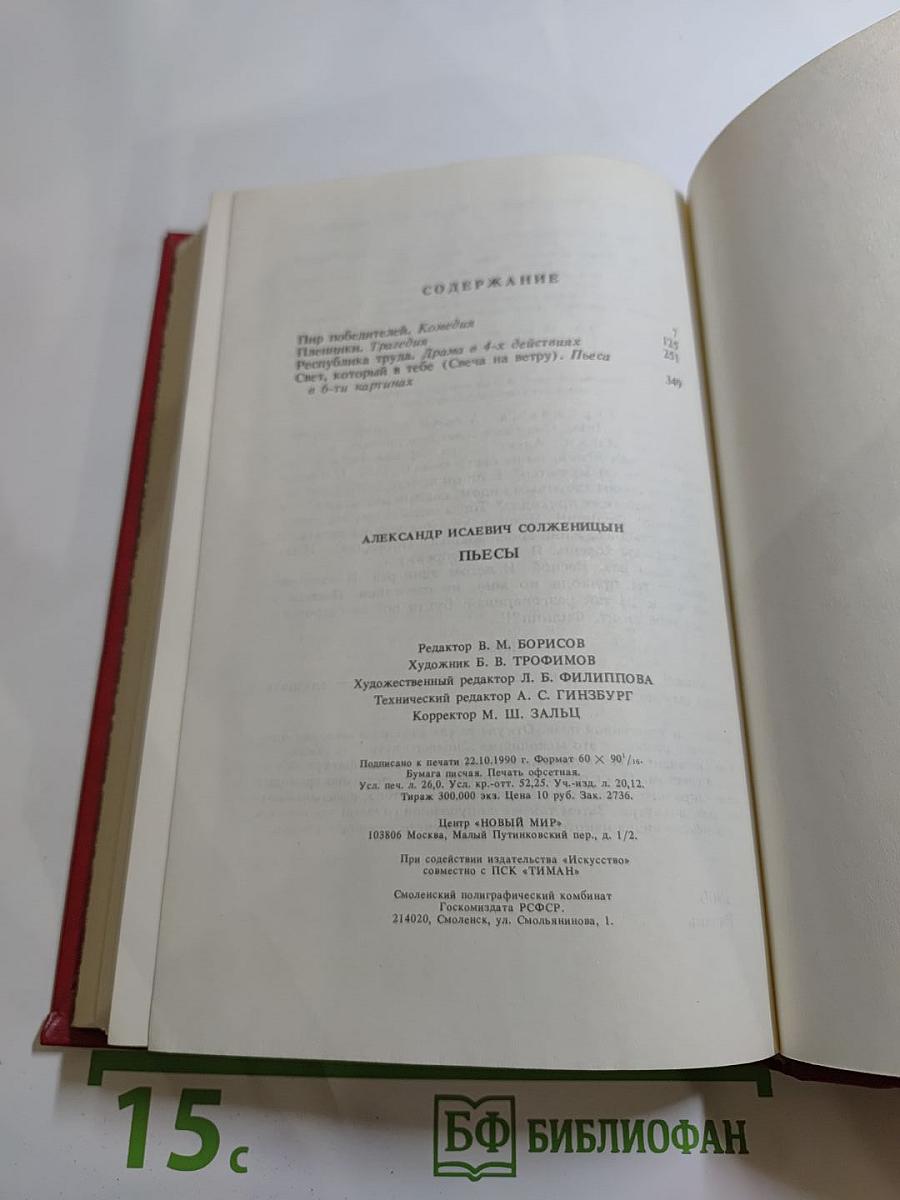 СОДЕРЖАНИЕ
Пир победителей. Комедия 7
Пленники. Трагедия 125
Республика труда. Драма в 4-х действиях 251
Свет, который в тебе (Свеча на ветру). Пьеса
в 6-ти картинах 349
АЛЕКСАНДР ИСАЕВИЧ СОЛЖЕНИЦЫН
ПЬЕСЫ
Редактор В. М. БОРИСОВ
Художник Б. В. ТРОФИМОВ
Художественный редактор Л. Б. ФИЛИППОВА
Технический редактор А. С. ГИНЗБУРГ
Корректор М. Ш. ЗАЛЬЦ
Подписано к печати 22.10.1990 г. Формат 60 × 90¹/₁₆.
Бумага писчая. Печать офсетная.
Усл. печ. л. 26,0. Усл. кр.-отт. 52,25. Уч.-изд. л. 20,12.
Тираж 300,000 экз. Цена 10 руб. Зак. 2736.
Центр «НОВЫЙ МИР»
103806 Москва, Малый Путинковский пер., д. 1/2.
При содействии издательства «Искусство»
совместно с ПСК «ТИМАН»
Смоленский полиграфический комбинат
Госкомиздата РСФСР.
214020, Смоленск, ул. Смольянинова, 1.
15 с
БФ БИБЛИОФАН